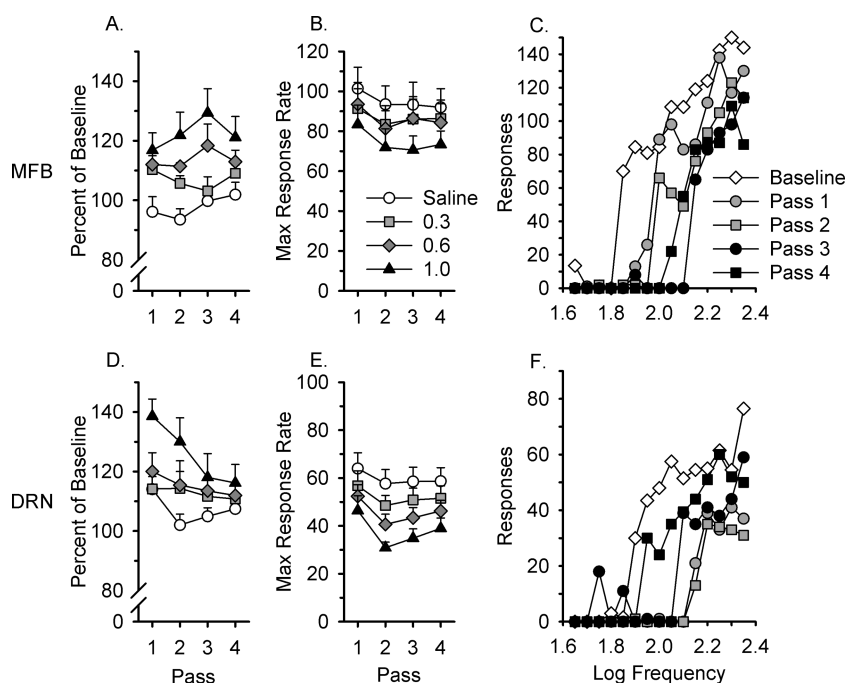 A.
B.
C.
MFB
Percent of Baseline
140
120
100
80
0
1 2 3 4
Max Response Rate
120
100
80
60
40
20
0
1 2 3 4
Saline
0.3
0.6
1.0
Responses
140
120
100
80
60
40
20
0
1.6 1.8 2.0 2.2 2.4
Baseline
Pass 1
Pass 2
Pass 3
Pass 4
D.
E.
F.
DRN
Percent of Baseline
140
120
100
80
0
1 2 3 4
Pass
Max Response Rate
100
80
60
40
20
0
1 2 3 4
Pass
Responses
80
60
40
20
0
1.6 1.8 2.0 2.2 2.4
Log Frequency